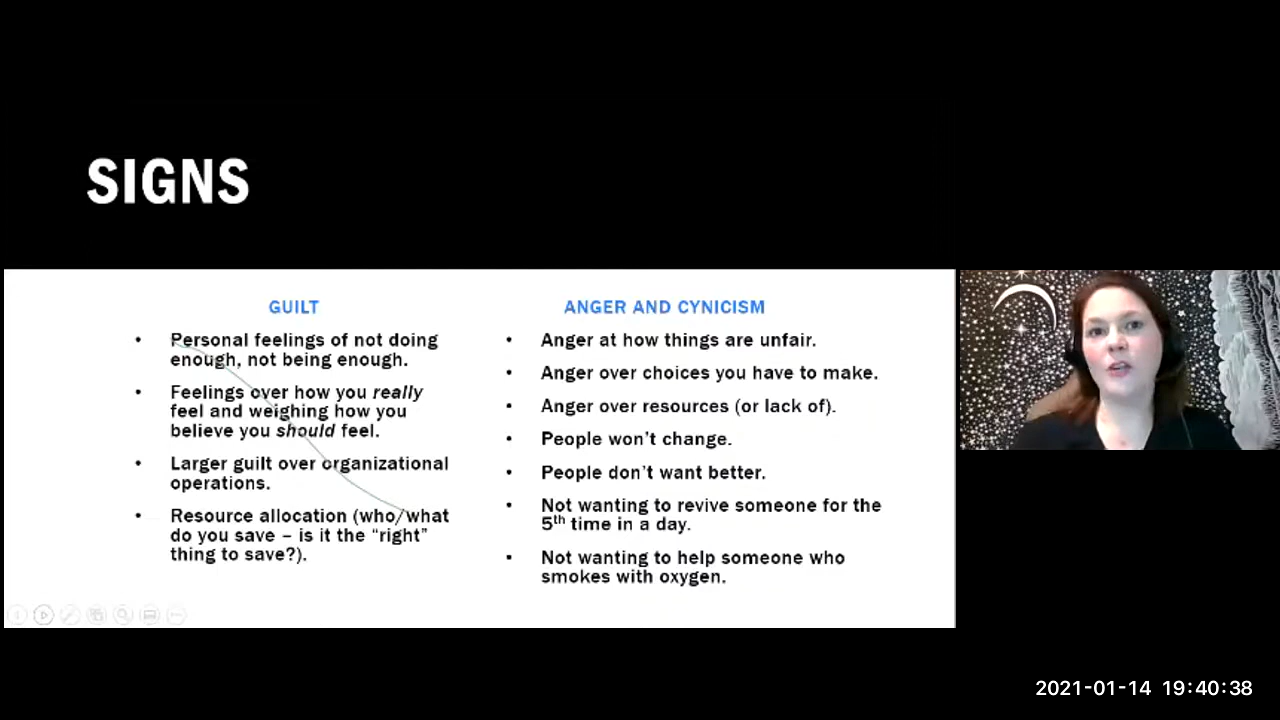 SIGNS
GUILT
• Personal feelings of not doing
enough, not being enough.
• Feelings over how you really
feel and weighing how you
believe you should feel.
• Larger guilt over organizational
operations.
• Resource allocation (who/what
do you save – is it the “right”
thing to save?).
ANGER AND CYNICISM
• Anger at how things are unfair.
• Anger over choices you have to make.
• Anger over resources (or lack of).
• People won’t change.
• People don’t want better.
• Not wanting to revive someone for the
5th time in a day.
• Not wanting to help someone who
smokes with oxygen.
2021-01-14 19:40:38